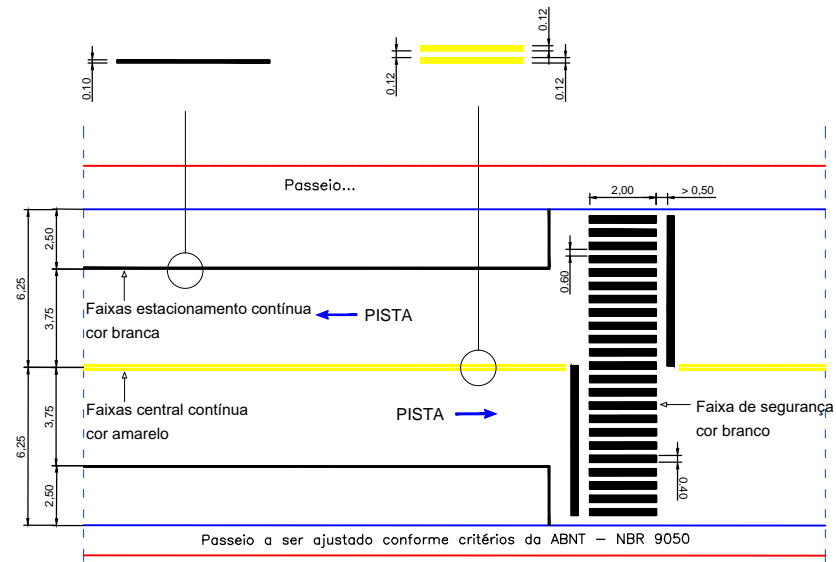 0.12
0.10
0.12
0.12
Passeio...
2,00
> 0,50
2,50
6,25
0,60
3,75
Faixas estacionamento contínua
cor branca
PISTA
Faixas central contínua
cor amarelo
PISTA
3,75
6,25
Faixa de segurança
cor branco
0,40
2,50
Passeio a ser ajustado conforme critérios da ABNT – NBR 9050